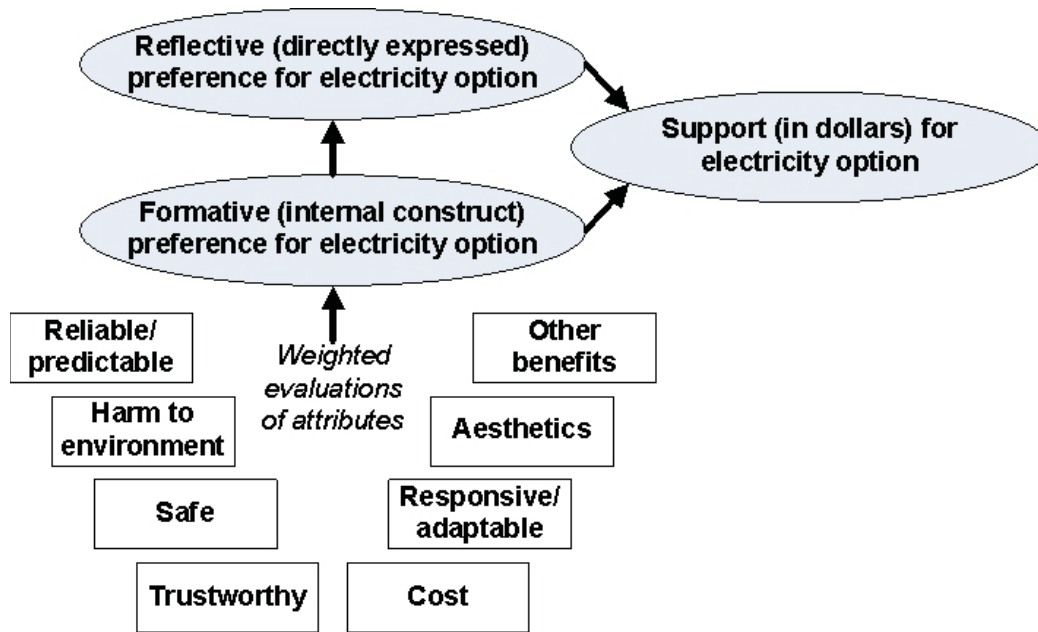 Reflective (directly expressed)
preference for electricity option
Support (in dollars) for
electricity option
Formative (internal construct)
preference for electricity option
Reliable/
predictable
Weighted
evaluations
of attributes
Other
benefits
Harm to
environment
Aesthetics
Safe
Responsive/
adaptable
Trustworthy
Cost